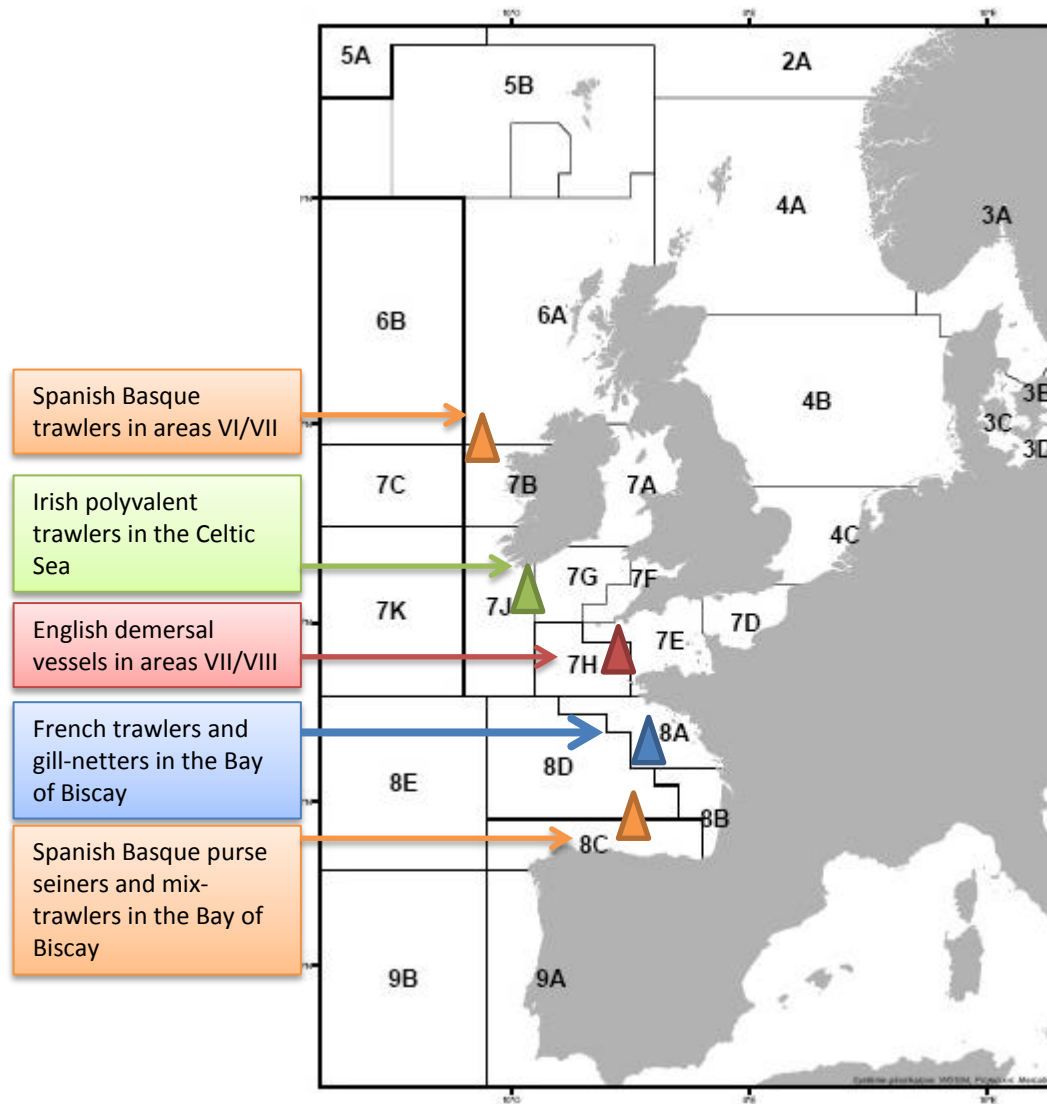 5A
2A
5B
4A
3A
6B
6A
Spanish Basque
trawlers in areas VI/VII
4B
3B
3C
3D
7C
7B
7A
Irish polyvalent
trawlers in the Celtic
Sea
4C
7G
7F
7K
7J
7D
English demersal
vessels in areas VII/VIII
7E
7H
French trawlers and
gill-netters in the Bay
of Biscay
8A
8D
8E
8B
8C
Spanish Basque purse
seiners and mix-
trawlers in the Bay of
Biscay
9B
9A